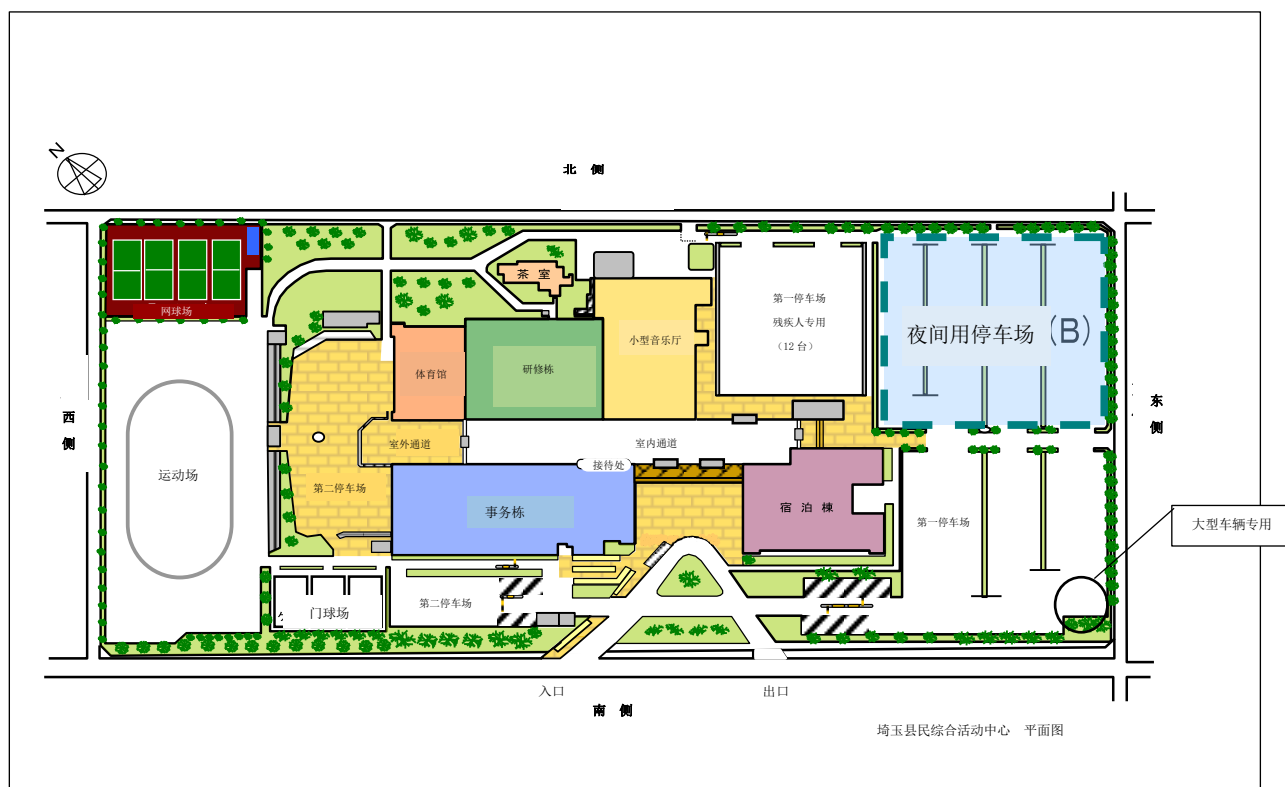 N
北 侧
茶 室
网球场
第一停车场
残疾人专用
（12 台）
夜间用停车场
(B)
小型音乐厅
体育馆
研修栋
西
侧
东
侧
室外通道
室内通道
接待处
运动场
第二停车场
事务栋
宿 泊 棟
第一停车场
大型车辆专用
第二停车场
门球场
入口
出口
南 侧
埼玉县民综合活动中心 平面图